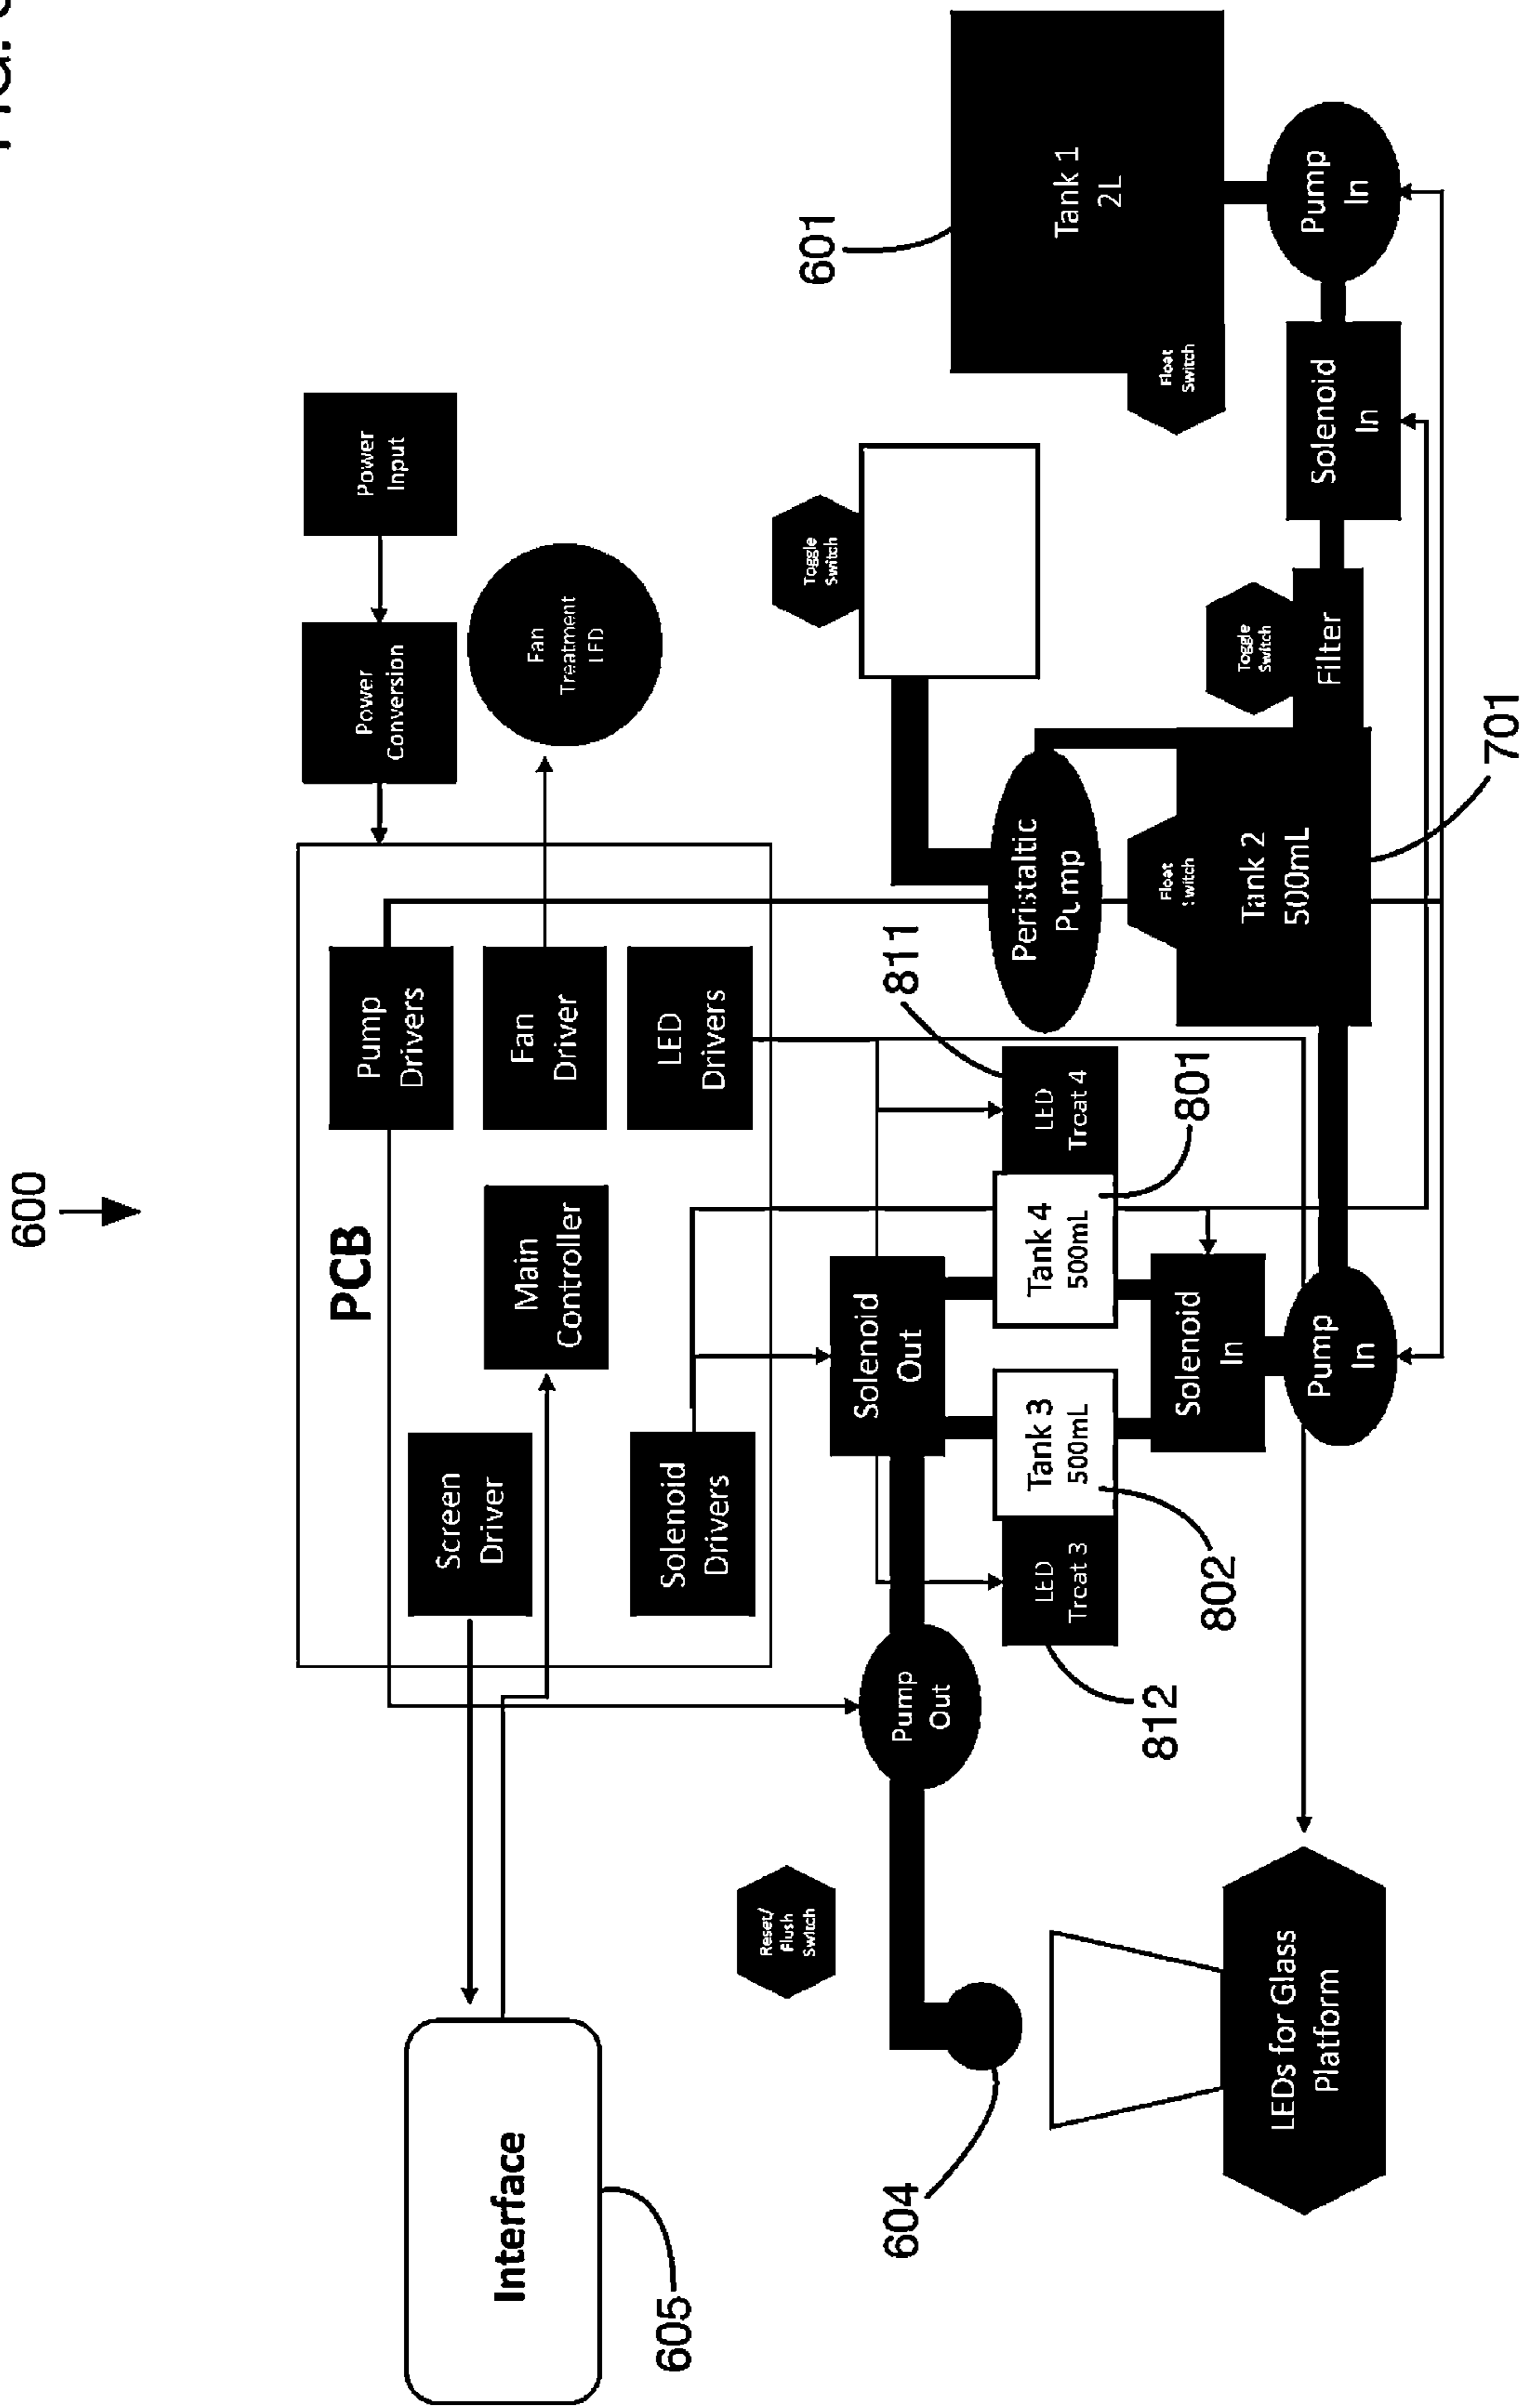 600
PCB
Power
Input
Power
Conversion
Fan
Treatment
Pump
Drivers
Fan
Driver
LED
Drivers
Main
Controller
Screen
Driver
Solenoid
Drivers
Interface
605
Reset/
Flush
Switch
604
LEDs for Glass
Platform
Pump
Out
812
LED
Treat 3
802
Tank 3
500mL
Solenoid
Out
Tank 4
500mL
801
LED
Treat 4
811
Solenoid
In
Pump
In
Peristaltic
Pump
Float
Switch
Tank 2
500mL
701
Toggle
Switch
Toggle
Switch
Filter
Solenoid
In
Float
Switch
601
Tank 1
2L
Pump
In